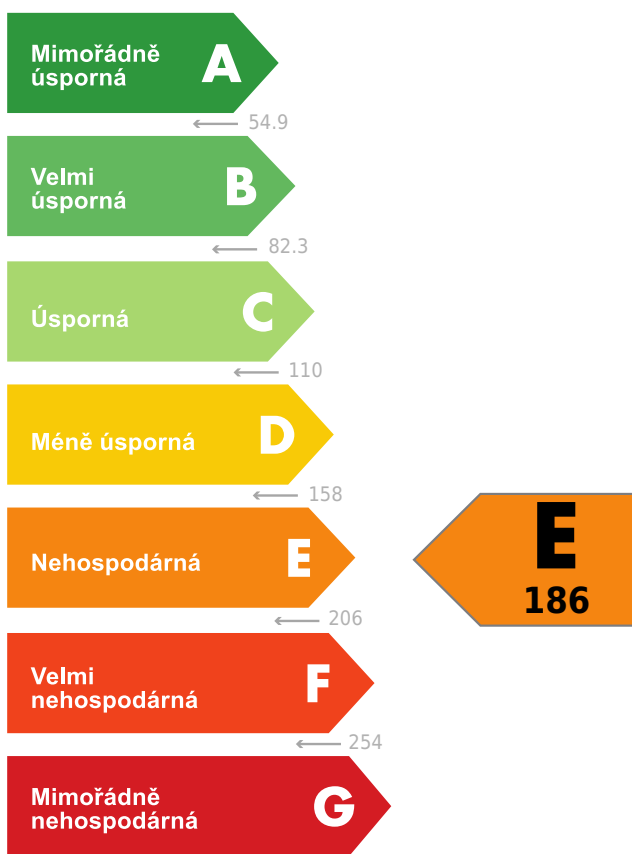 Mimořádně
úsporná
A
54.9
Velmi
úsporná
B
82.3
Úsporná
C
110
Méně úsporná
D
158
Nehospodárná
E
E
186
206
Velmi
nehospodárná
F
254
Mimořádně
nehospodárná
G